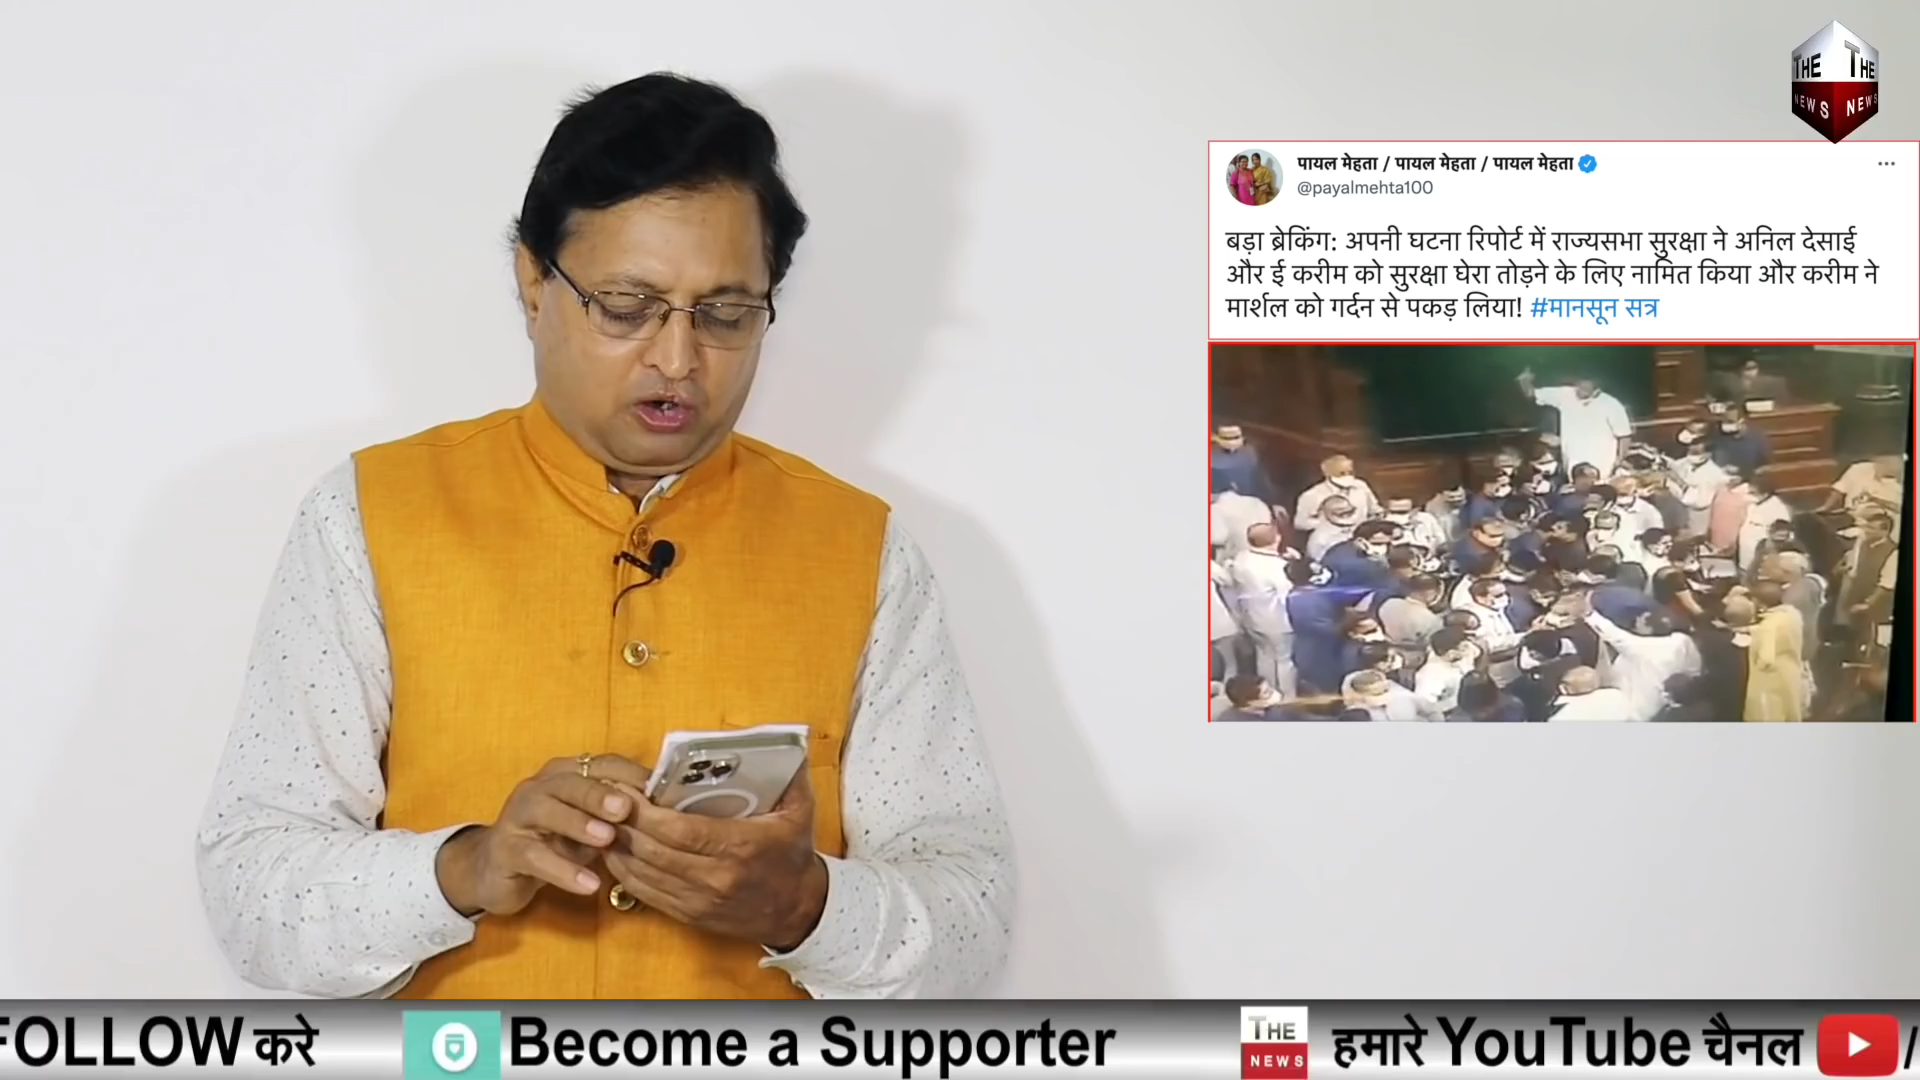 THE THE
NEWS NEWS
पायल मेहता / पायल मेहता / पायल मेहता
@payalmehta100
बड़ा ब्रेकिंग: अपनी घटना रिपोर्ट में राज्यसभा सुरक्षा ने अनिल देसाई
और ई करीम को सुरक्षा घेरा तोड़ने के लिए नामित किया और करीम ने
मार्शल को गर्दन से पकड़ लिया! #मानसून सत्र
FOLLOW करे Become a Supporter THE NEWS हमारे YouTube चैनल /